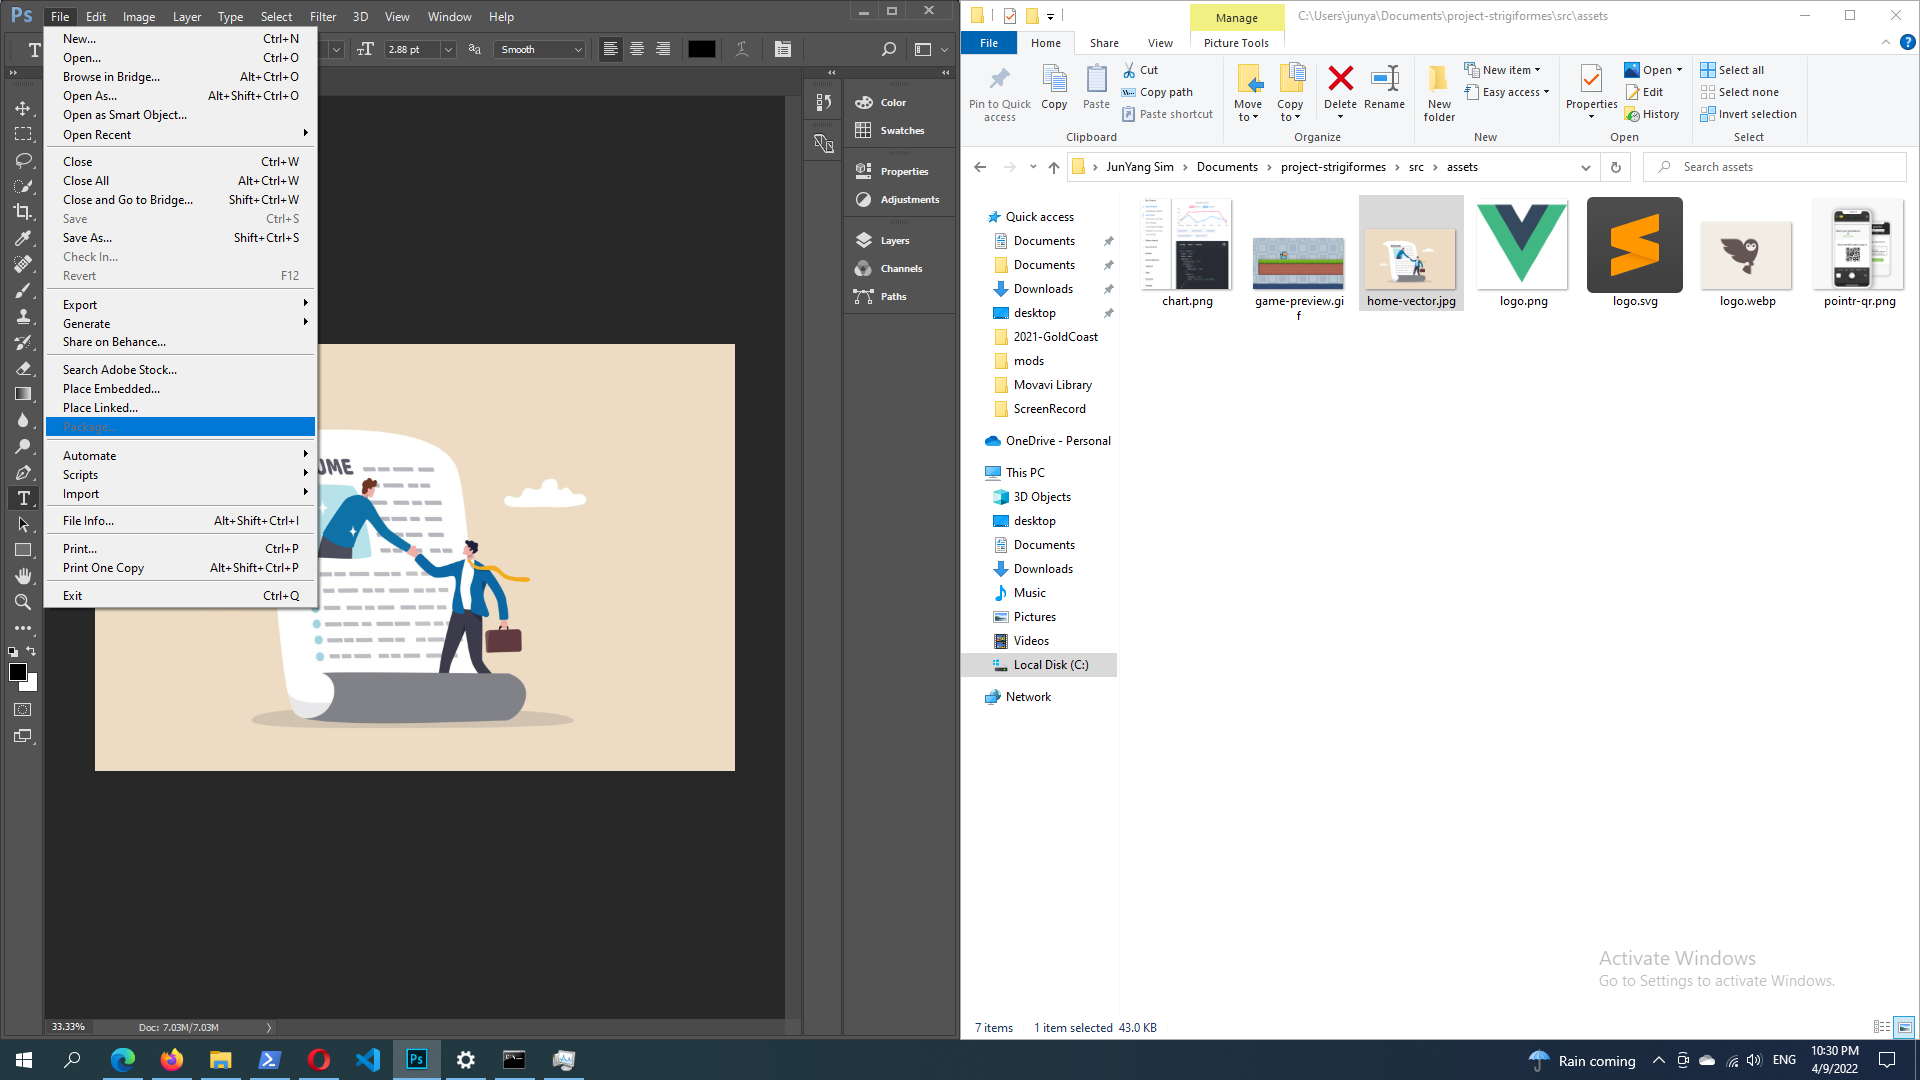 Ps File Edit Image Layer Type Select Filter 3D View Window Help
2.88 pt Smooth
New... Ctrl+N
Open... Ctrl+O
Browse in Bridge... Alt+Ctrl+O
Open As... Alt+Shift+Ctrl+O
Open as Smart Object...
Open Recent
Close Ctrl+W
Close All Alt+Ctrl+W
Close and Go to Bridge... Shift+Ctrl+W
Save Ctrl+S
Save As... Shift+Ctrl+S
Check In...
Revert F12
Export
Generate
Share on Behance...
Search Adobe Stock...
Place Embedded...
Place Linked...
Package...
Automate
Scripts
Import
File Info... Alt+Shift+Ctrl+I
Print... Ctrl+P
Print One Copy Alt+Shift+Ctrl+P
Exit Ctrl+Q
Color
Swatches
Properties
Adjustments
Layers
Channels
Paths
33.33% Doc: 7.03M/7.03M
Manage C:\Users\junya\Documents\project-strigiformes\src\assets
File Home Share View Picture Tools
Pin to Quick access
Copy
Paste
Cut
Copy path
Paste shortcut
Clipboard
Move to
Copy to
Delete
Rename
Organize
New folder
New item
Easy access
New
Properties
Open
Edit
History
Open
Select all
Select none
Invert selection
Select
JunYang Sim Documents project-strigiformes src assets
Search assets
Quick access
Documents
Documents
Downloads
desktop
2021-GoldCoast
mods
Movavi Library
ScreenRecord
OneDrive - Personal
This PC
3D Objects
desktop
Documents
Downloads
Music
Pictures
Videos
Local Disk (C:)
Network
chart.png
game-preview.gif
home-vector.jpg
logo.png
logo.svg
logo.webp
pointr-qr.png
Activate Windows
Go to Settings to activate Windows.
7 items 1 item selected 43.0 KB
Ps
Rain coming ENG 10:30 PM
4/9/2022